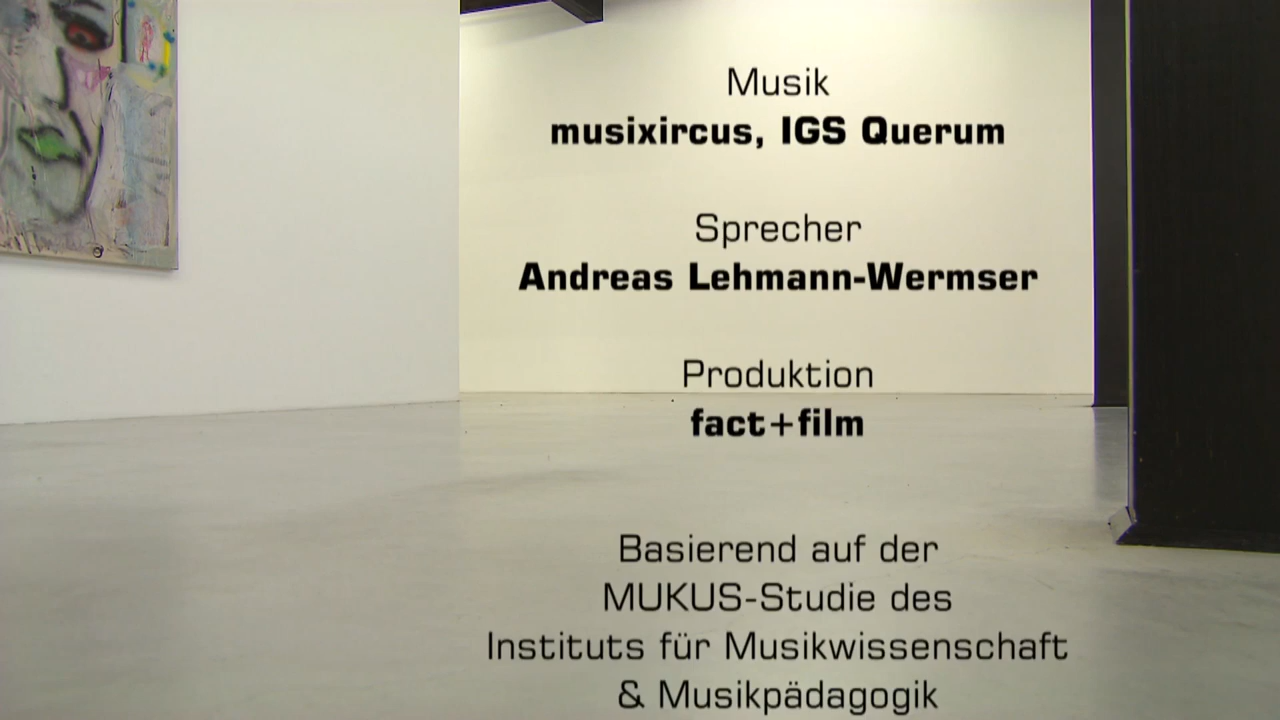 Musik
musixircus, IGS Querum
Sprecher
Andreas Lehmann-Wermser
Produktion
fact+film
Basierend auf der
MUKUS-Studie des
Instituts für Musikwissenschaft
& Musikpädagogik